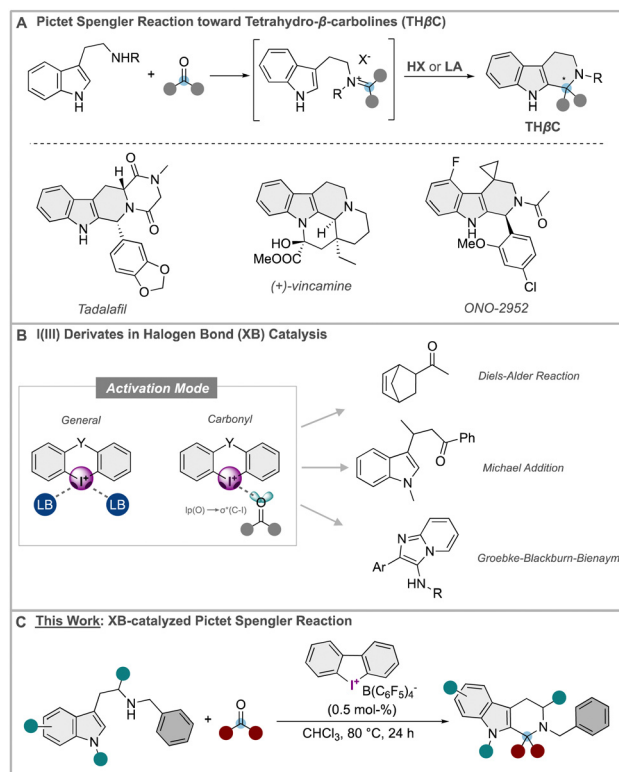 A Pictet Spengler Reaction toward Tetrahydro-β-carbolines (THβC)
NHR
N
H
+
O
N
H
N
+
R
X-
HX or LA
N
H
*
N
R
THβC
O
N
H
N
N
O
H
O
O
Tadalafil
N
N
H
HO
MeOOC
(+)-vincamine
F
N
H
N
O
MeO
Cl
ONO-2952
B I(III) Derivates in Halogen Bond (XB) Catalysis
Activation Mode
General
Carbonyl
Y
I+
LB
LB
Y
I+
O
lp(O)→σ*(C-I)
O
Diels-Alder Reaction
Ph
O
N
Michael Addition
N
N
Ar
HN
R
Groebke-Blackburn-Bienaym
C This Work: XB-catalyzed Pictet Spengler Reaction
N
H
N
+
O
I+
B(C6F5)4-
(0.5 mol-%)
CHCl3, 80 °C, 24 h
N
N